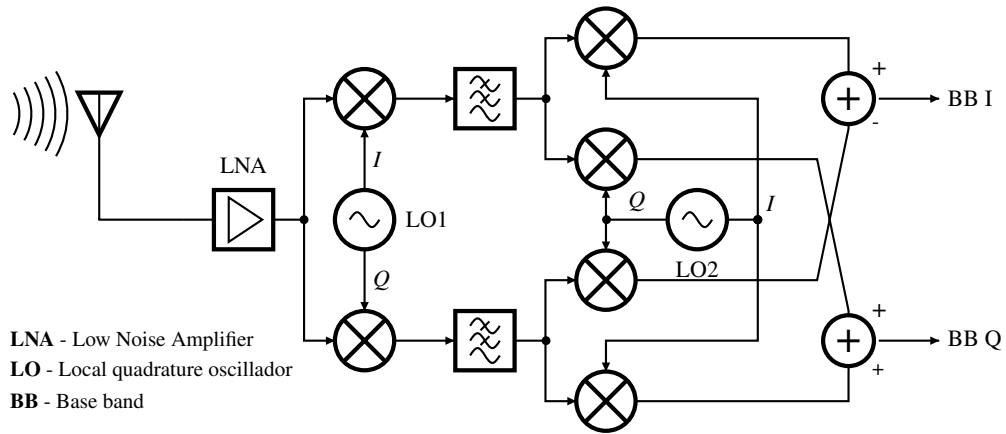 LNA
I
LO1
Q
Q
I
LO2
+
-
BB I
+
+
BB Q
LNA - Low Noise Amplifier
LO - Local quadrature oscillador
BB - Base band